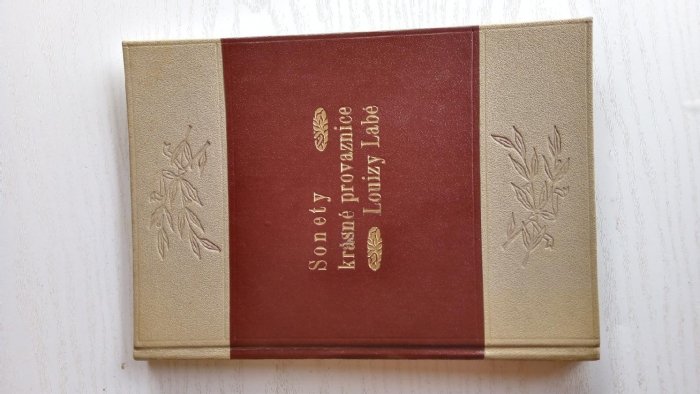 Sonety
krásné provaznice
Louizy Labé